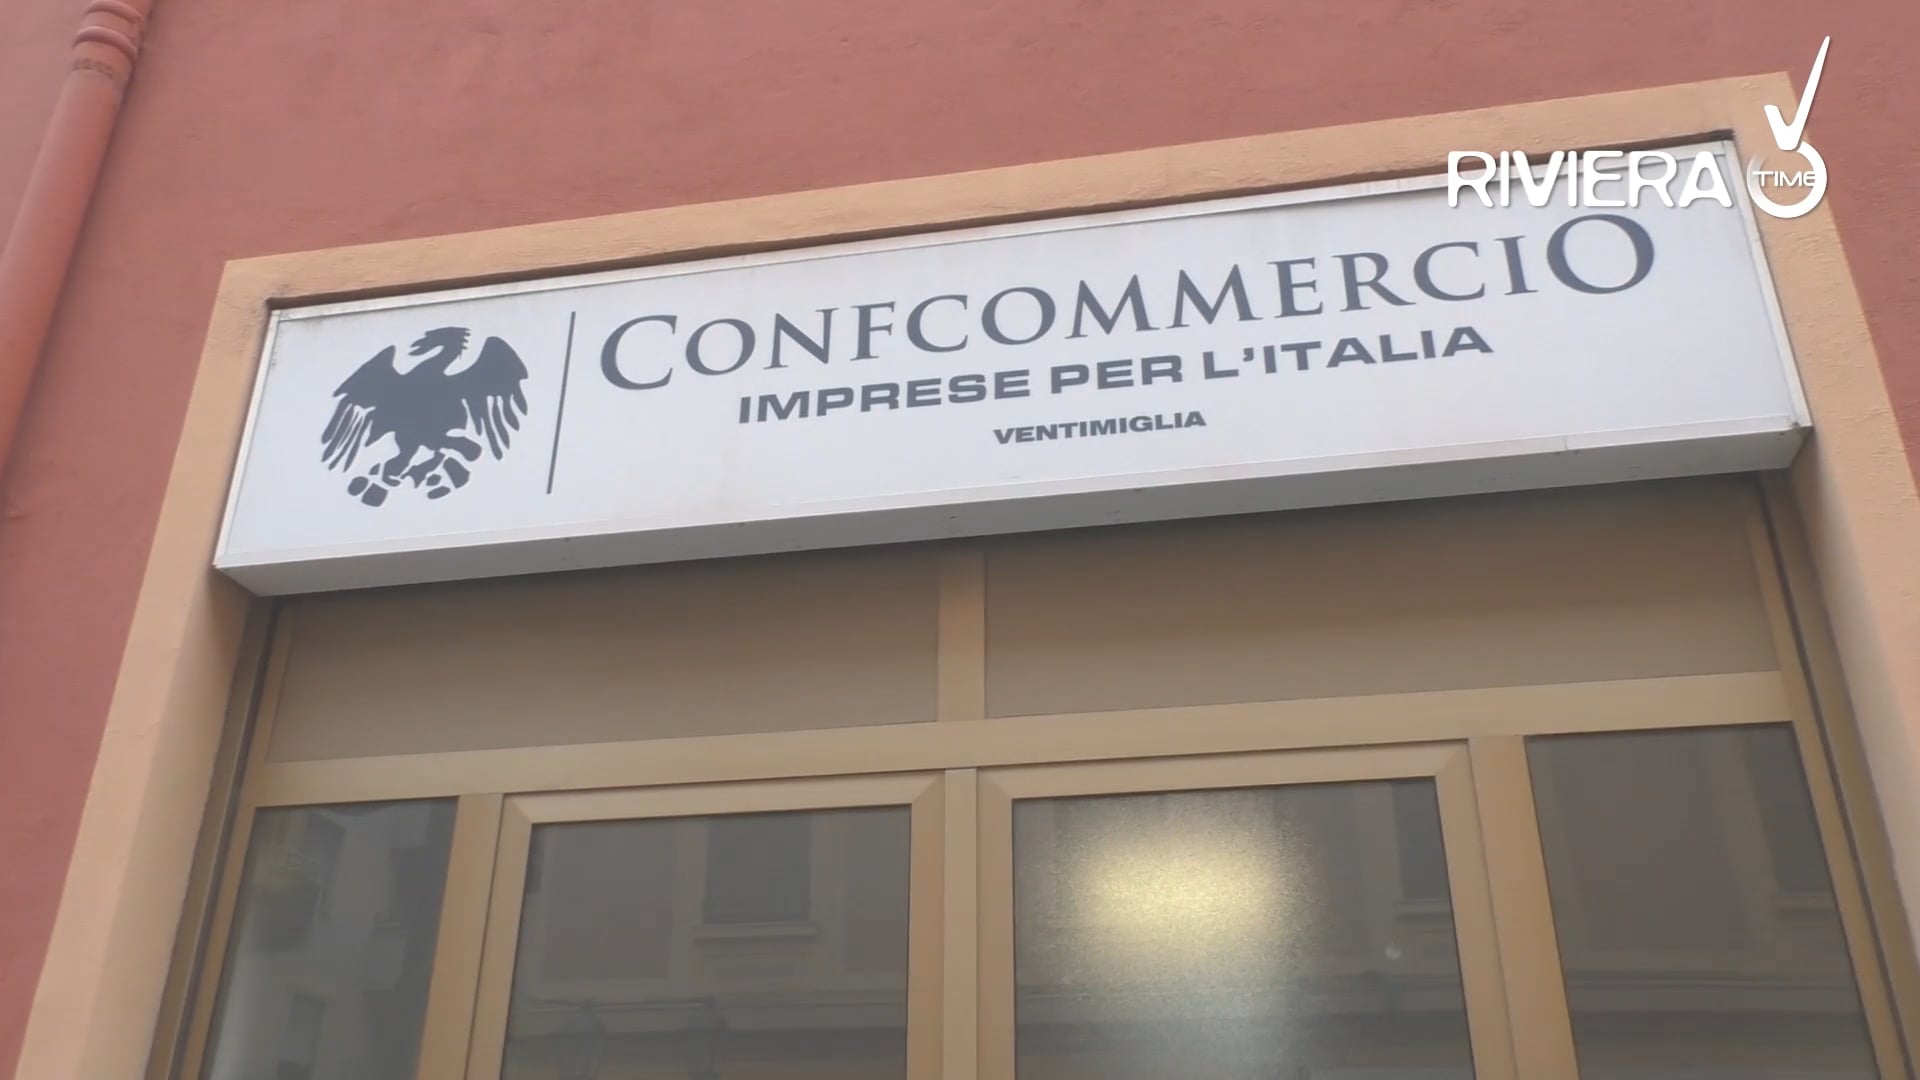 RIVIERA TIME
CONFCOMMERCIO
IMPRESE PER L'ITALIA
VENTIMIGLIA